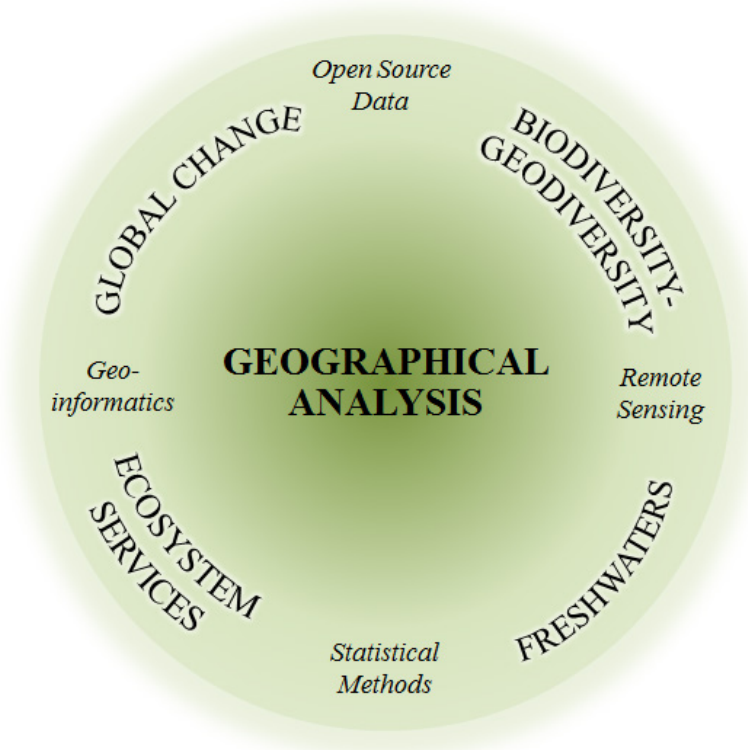 Open Source
Data
GLOBAL CHANGE
BIODIVERSITY-
GEODIVERSITY
GEOGRAPHICAL
ANALYSIS
Geo-
informatics
Remote
Sensing
ECOSYSTEM
SERVICES
FRESHWATERS
Statistical
Methods